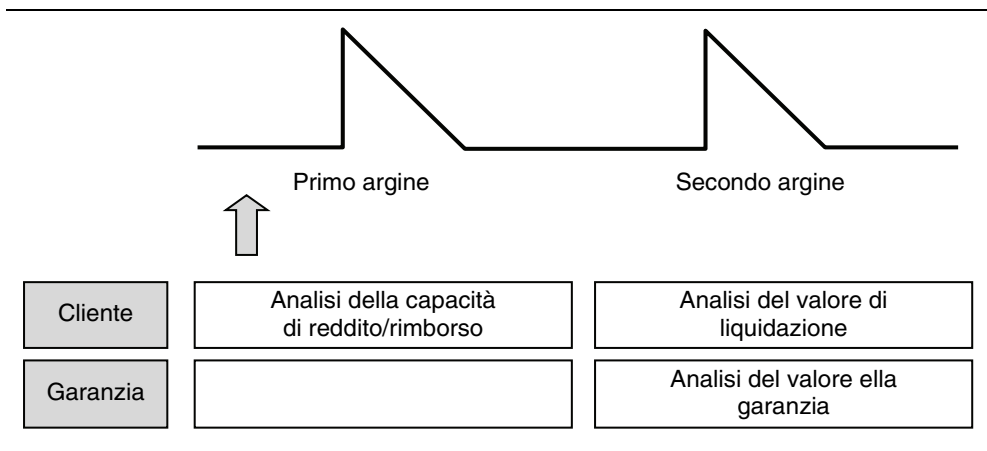 Primo argine
Secondo argine
Cliente
Analisi della capacità
di reddito/rimborso
Analisi del valore di
liquidazione
Garanzia
Analisi del valore ella
garanzia